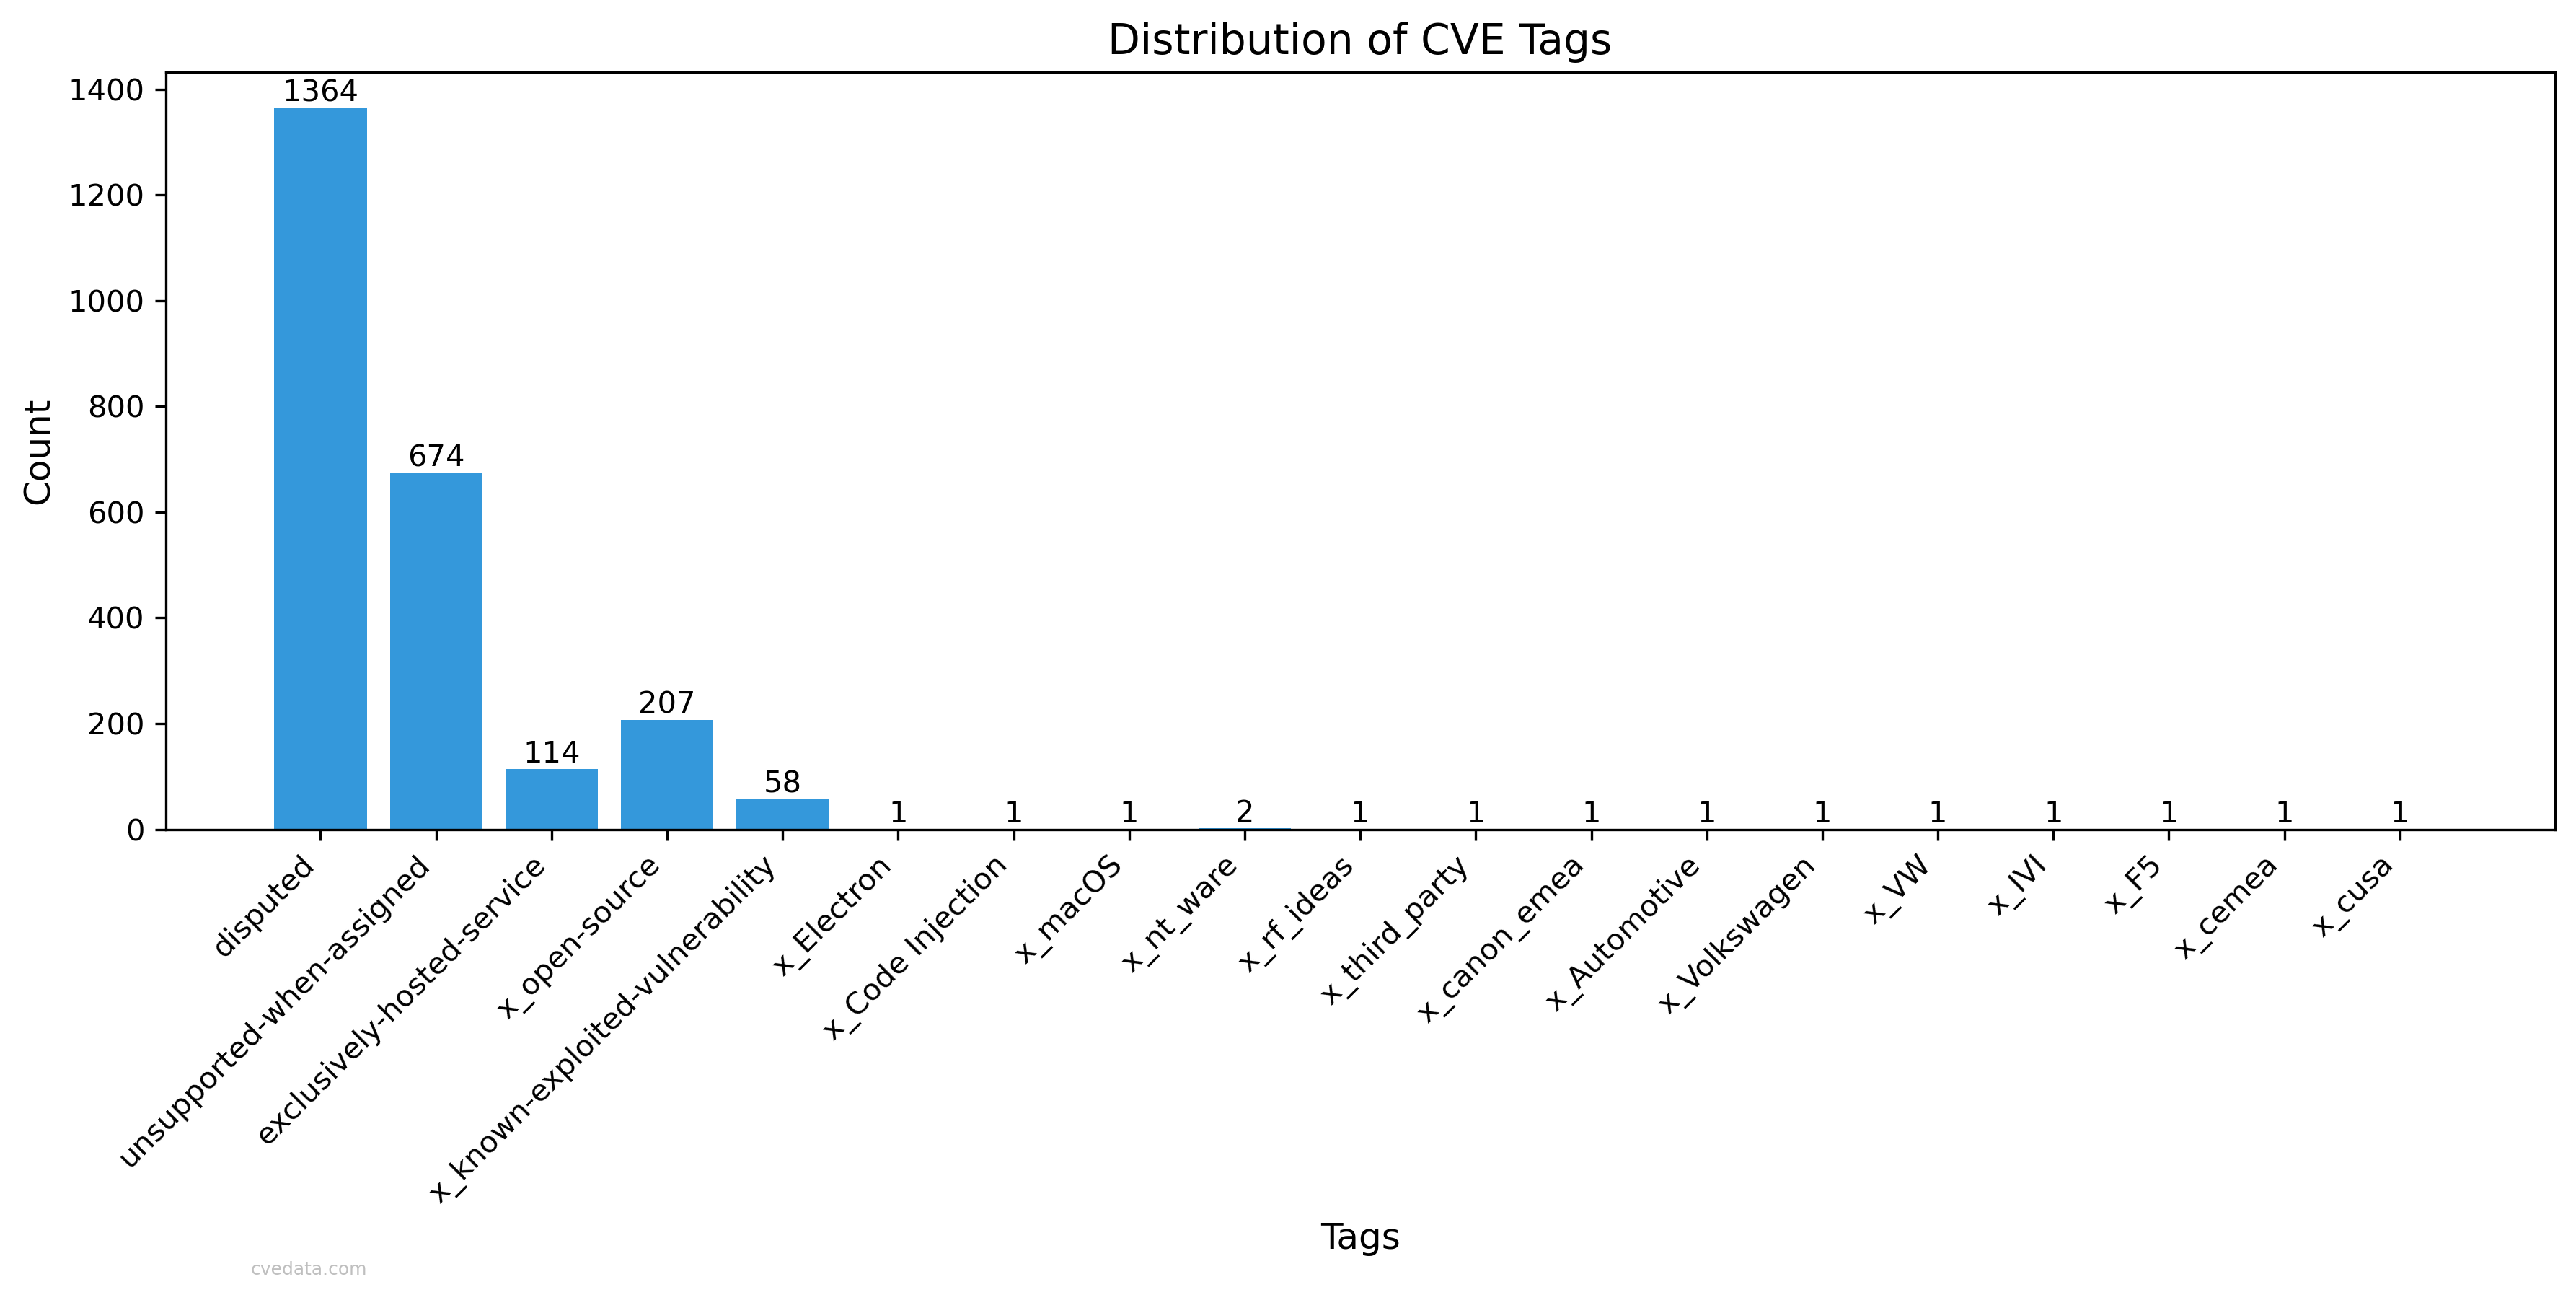 Distribution of CVE Tags
1400
1200
1000
800
600
400
200
0
Count
1364
674
114
207
58
1
1
1
2
1
1
1
1
1
1
1
1
1
1
disputed
unsupported-when-assigned
exclusively-hosted-service
x_open-source
x_known-exploited-vulnerability
x_Electron
x_Code Injection
x_macOS
x_nt_ware
x_rf_ideas
x_third_party
x_canon_emea
x_Automotive
x_Volkswagen
x_VW
x_IVI
x_F5
x_cemea
x_cusa
Tags
cvedata.com